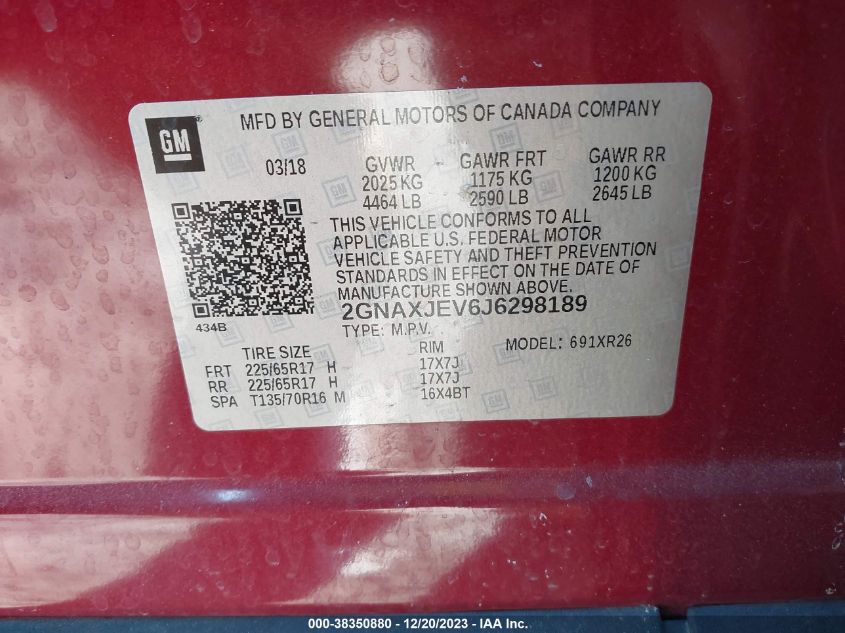 GM
MFD BY GENERAL MOTORS OF CANADA COMPANY
03/18 GVWR GAWR FRT GAWR RR
2025 KG 1175 KG 1200 KG
4464 LB 2590 LB 2645 LB
THIS VEHICLE CONFORMS TO ALL
APPLICABLE U.S. FEDERAL MOTOR
VEHICLE SAFETY AND THEFT PREVENTION
STANDARDS IN EFFECT ON THE DATE OF
MANUFACTURE SHOWN ABOVE.
2GNAXJEV6J6298189
434B
TYPE: M.P.V. MODEL: 691XR26
TIRE SIZE RIM
FRT 225/65R17 H 17X7J
RR 225/65R17 H 17X7J
SPA T135/70R16 M 16X4BT
000-38350880 - 12/20/2023 - IAAI.com